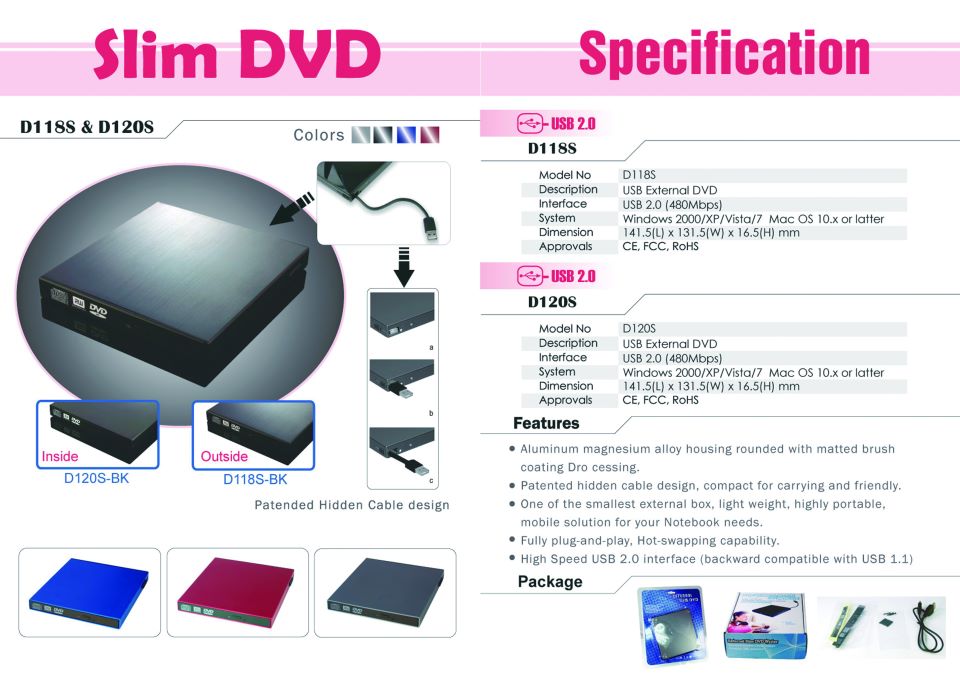 Slim DVD
D118S & D120S
Colors
DVD
a
b
c
Inside
D120S-BK
Outside
D118S-BK
Patented Hidden Cable design
DVD
DVD
DVD
Specification
USB 2.0
D118S
Model No D118S
Description USB External DVD
Interface USB 2.0 (480Mbps)
System Windows 2000/XP/Vista/7 Mac OS 10.x or latter
Dimension 141.5(L) x 131.5(W) x 16.5(H) mm
Approvals CE, FCC, RoHS
USB 2.0
D120S
Model No D120S
Description USB External DVD
Interface USB 2.0 (480Mbps)
System Windows 2000/XP/Vista/7 Mac OS 10.x or latter
Dimension 141.5(L) x 131.5(W) x 16.5(H) mm
Approvals CE, FCC, RoHS
Features
Aluminum magnesium alloy housing rounded with matted brush
coating Dro cessing.
Patented hidden cable design, compact for carrying and friendly.
One of the smallest external box, light weight, highly portable,
mobile solution for your Notebook needs.
Fully plug-and-play, Hot-swapping capability.
High Speed USB 2.0 interface (backward compatible with USB 1.1)
Package